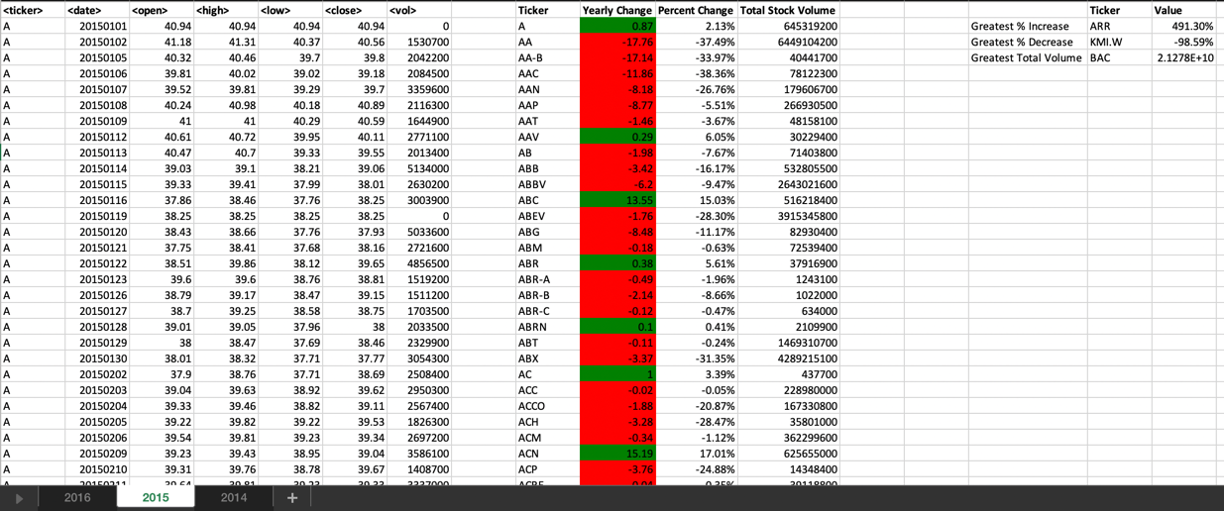 <ticker> <date> <open> <high> <low> <close> <vol> Ticker Yearly Change Percent Change Total Stock Volume Ticker Value
A 20150101 40.94 40.94 40.94 40.94 0 A 0.87 2.13% 645319200 Greatest % Increase ARR 491.30%
A 20150102 41.18 41.31 40.37 40.56 1530700 AA -17.76 -37.49% 6449104200 Greatest % Decrease KMI.W -98.59%
A 20150105 40.32 40.46 39.7 39.8 2042200 AA-B -17.14 -33.97% 40441700 Greatest Total Volume BAC 2.1278E+10
A 20150106 39.81 40.02 39.02 39.18 2084500 AAC -11.86 -38.36% 78122300
A 20150107 39.52 39.81 39.29 39.7 3359600 AAN -8.18 -26.76% 179606700
A 20150108 40.24 40.98 40.18 40.89 2116300 AAP -8.77 -5.51% 266930500
A 20150109 41 41 40.29 40.59 1644900 AAT -1.46 -3.67% 48158100
A 20150112 40.61 40.72 39.95 40.11 2771100 AAV 0.29 6.05% 30229400
A 20150113 40.47 40.7 39.33 39.55 2013400 AB -1.98 -7.67% 71403800
A 20150114 39.03 39.1 38.21 39.06 5134000 ABB -3.42 -16.17% 532805500
A 20150115 39.33 39.41 37.99 38.01 2630200 ABBV -6.2 -9.47% 2643021600
A 20150116 37.86 38.46 37.76 38.25 3003900 ABC 13.55 15.03% 516218400
A 20150119 38.25 38.25 38.25 38.25 0 ABEV -1.76 -28.30% 3915345800
A 20150120 38.43 38.66 37.76 37.93 5033600 ABG -8.48 -11.17% 82930400
A 20150121 37.75 38.41 37.68 38.16 2721600 ABM -0.18 -0.63% 72539400
A 20150122 38.51 39.86 38.12 39.65 4856500 ABR 0.38 5.61% 37916900
A 20150123 39.6 39.6 38.76 38.81 1519200 ABR-A -0.49 -1.96% 1243100
A 20150126 38.79 39.17 38.47 39.15 1511200 ABR-B -2.14 -8.66% 1022000
A 20150127 38.7 39.25 38.58 38.75 1703500 ABR-C -0.12 -0.47% 634000
A 20150128 39.01 39.05 37.96 38 2033500 ABRN 0.1 0.41% 2109900
A 20150129 38 38.47 37.69 38.46 2329900 ABT -0.11 -0.24% 1469310700
A 20150130 38.01 38.32 37.71 37.77 3054300 ABX -3.37 -31.35% 4289215100
A 20150202 37.9 38.76 37.71 38.69 2508400 AC 1 3.39% 437700
A 20150203 39.04 39.63 38.92 39.62 2950300 ACC -0.02 -0.05% 228980000
A 20150204 39.33 39.46 38.82 39.11 2567400 ACCO -1.88 -20.87% 167330800
A 20150205 39.22 39.82 39.22 39.53 1826300 ACH -3.28 -28.47% 35801000
A 20150206 39.54 39.81 39.23 39.34 2697200 ACM -0.34 -1.12% 362299600
A 20150209 39.23 39.43 38.95 39.04 3586100 ACN 15.19 17.01% 625655000
A 20150210 39.31 39.76 38.78 39.67 1408700 ACP -3.76 -24.88% 14348400
2016 2015 2014